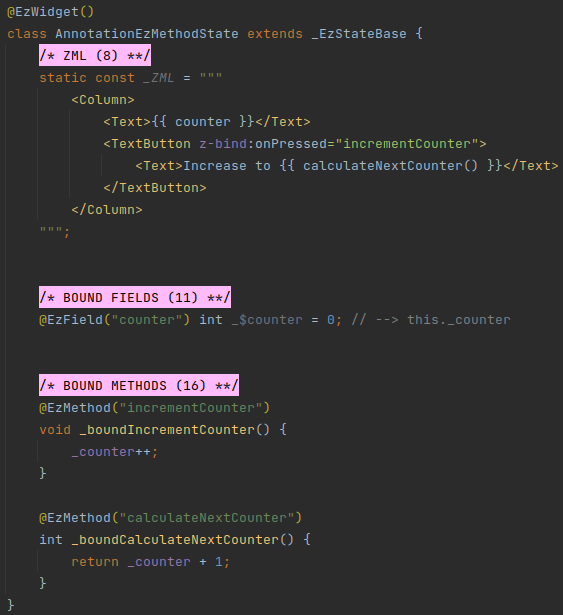 @EzWidget()
class AnnotationEzMethodState extends _EzStateBase {
    /* ZML (8) **/
    static const _ZML = """
        <Column>
            <Text>{{ counter }}</Text>
            <TextButton z-bind:onPressed="incrementCounter">
                <Text>Increase to {{ calculateNextCounter() }}</Text>
            </TextButton>
        </Column>
    """;
    /* BOUND FIELDS (11) **/
    @EzField("counter") int _$counter = 0; // --> this._counter
    /* BOUND METHODS (16) **/
    @EzMethod("incrementCounter")
    void _boundIncrementCounter() {
        _counter++;
    }
    @EzMethod("calculateNextCounter")
    int _boundCalculateNextCounter() {
        return _counter + 1;
    }
}